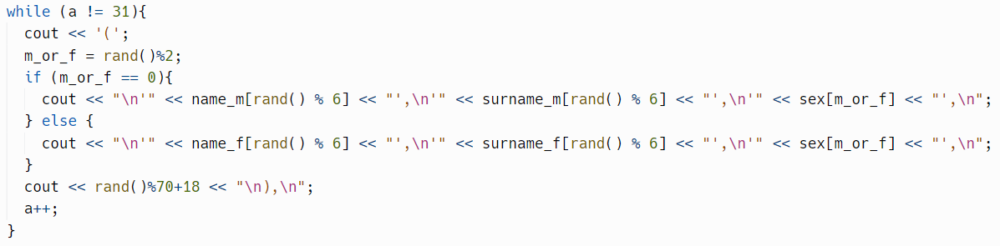 while (a != 31){
  cout << '(';
  m_or_f = rand()%2;
  if (m_or_f == 0){
    cout << "\n'" << name_m[rand() % 6] << "',\n'" << surname_m[rand() % 6] << "',\n'" << sex[m_or_f] << "',\n";
  } else {
    cout << "\n'" << name_f[rand() % 6] << "',\n'" << surname_f[rand() % 6] << "',\n'" << sex[m_or_f] << "',\n";
  }
  cout << rand()%70+18 << "\n),\n";
  a++;
}